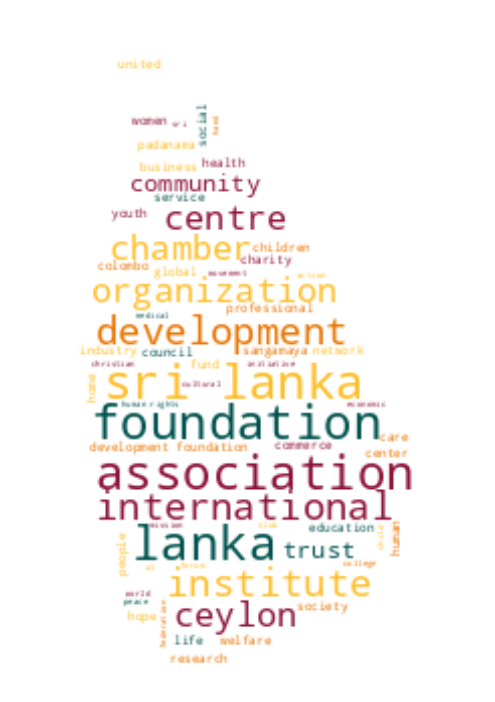 united
women sri social hand
padanama
business health
community
service
youth centre
chamber children
charity
colombo global movement action
organization
professional
development
medical
industry council sangamaya network
christian fund initiative
home sri lanka cultural
human rights economic
foundation
care
development foundation commerce
center
association
international
mission club education human
people lanka trust child
forum college
institute
world
peace ceylon society
hope federation
life welfare
research